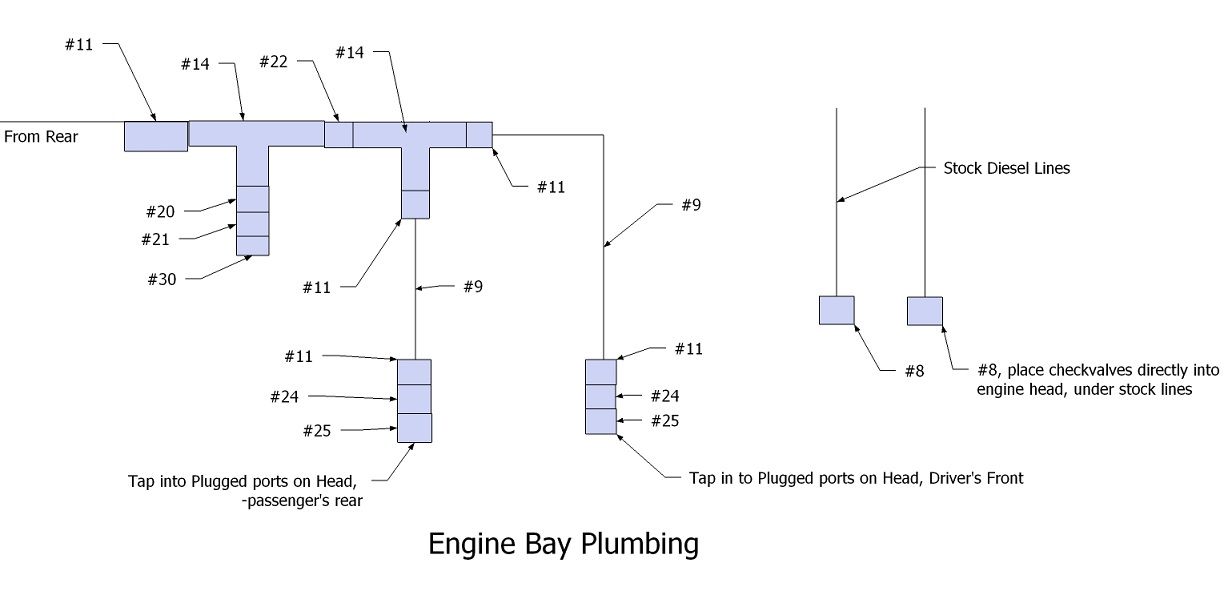 #11
#14
#22
#14
From Rear
#11
Stock Diesel Lines
#20
#9
#21
#30
#11
#9
#11
#11
#8
#8, place checkvalves directly into
engine head, under stock lines
#24
#24
#25
#25
Tap into Plugged ports on Head,
-passenger's rear
Tap in to Plugged ports on Head, Driver's Front
Engine Bay Plumbing